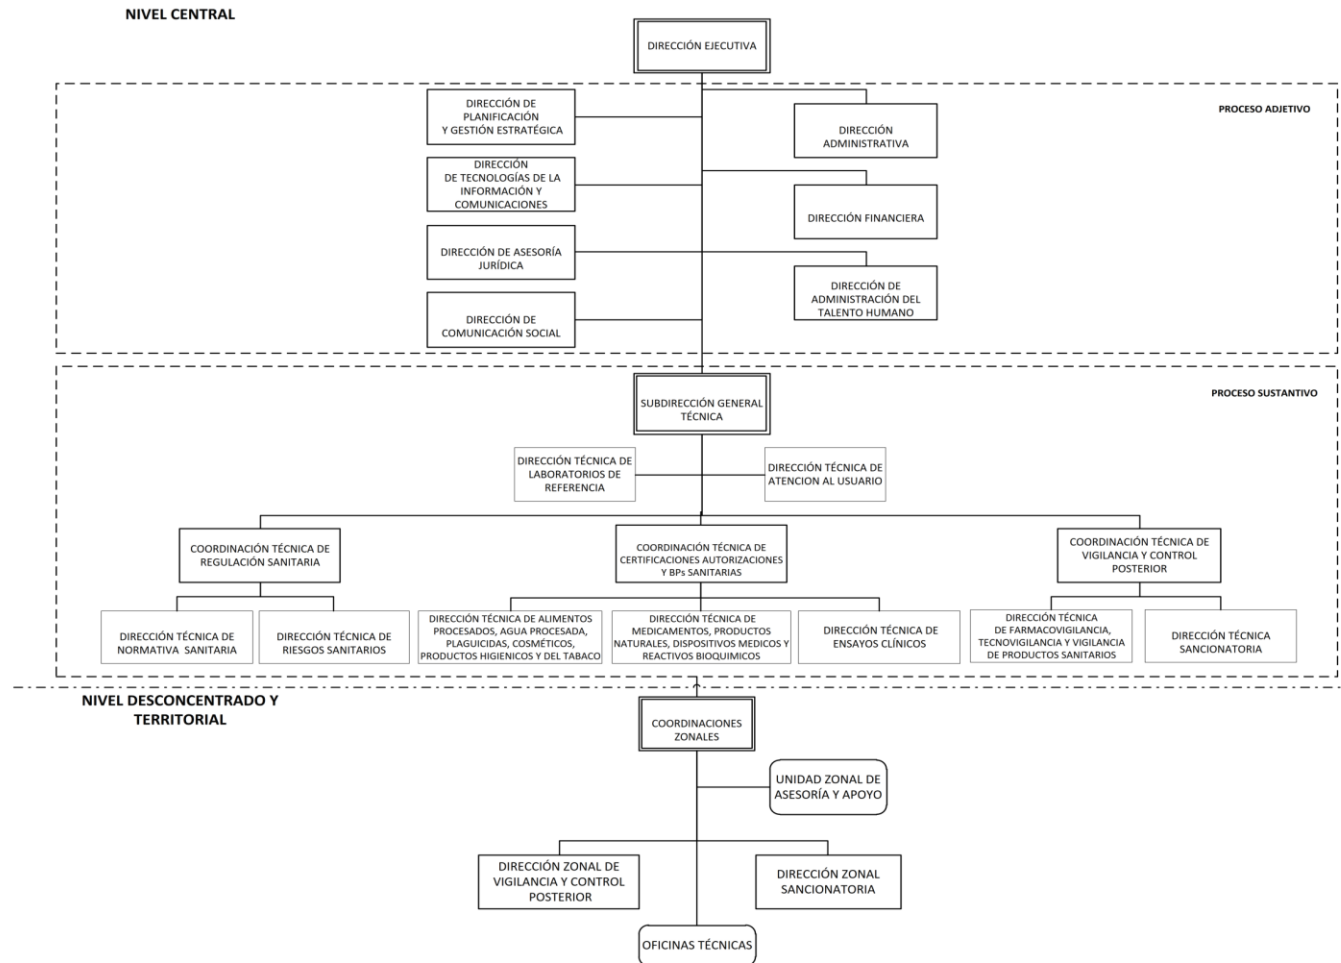 NIVEL CENTRAL
DIRECCIÓN EJECUTIVA
PROCESO ADJETIVO
DIRECCIÓN DE
PLANIFICACIÓN
Y GESTIÓN ESTRATÉGICA
DIRECCIÓN
ADMINISTRATIVA
DIRECCIÓN
DE TECNOLOGÍAS DE LA
INFORMACIÓN Y
COMUNICACIONES
DIRECCIÓN FINANCIERA
DIRECCIÓN DE ASESORÍA
JURÍDICA
DIRECCIÓN DE
ADMINISTRACIÓN DEL
TALENTO HUMANO
DIRECCIÓN DE
COMUNICACIÓN SOCIAL
PROCESO SUSTANTIVO
SUBDIRECCIÓN GENERAL
TÉCNICA
DIRECCIÓN TÉCNICA DE
LABORATORIOS DE
REFERENCIA
DIRECCIÓN TÉCNICA DE
ATENCION AL USUARIO
COORDINACIÓN TÉCNICA DE
REGULACIÓN SANITARIA
COORDINACIÓN TÉCNICA DE
CERTIFICACIONES AUTORIZACIONES
Y BPs SANITARIAS
COORDINACIÓN TÉCNICA DE
VIGILANCIA Y CONTROL
POSTERIOR
DIRECCIÓN TÉCNICA DE
NORMATIVA SANITARIA
DIRECCIÓN TÉCNICA DE
RIESGOS SANITARIOS
DIRECCIÓN TÉCNICA DE ALIMENTOS
PROCESADOS, AGUA PROCESADA,
PLAGUICIDAS, COSMÉTICOS,
PRODUCTOS HIGIENICOS Y DEL TABACO
DIRECCIÓN TÉCNICA DE
MEDICAMENTOS, PRODUCTOS
NATURALES, DISPOSITIVOS MEDICOS Y
REACTIVOS BIOQUIMICOS
DIRECCIÓN TÉCNICA DE
ENSAYOS CLÍNICOS
DIRECCIÓN TÉCNICA
DE FARMACOVIGILANCIA,
TECNOVIGILANCIA Y VIGILANCIA
DE PRODUCTOS SANITARIOS
DIRECCIÓN TÉCNICA
SANCIONATORIA
NIVEL DESCONCENTRADO Y
TERRITORIAL
COORDINACIONES
ZONALES
UNIDAD ZONAL DE
ASESORÍA Y APOYO
DIRECCIÓN ZONAL DE
VIGILANCIA Y CONTROL
POSTERIOR
DIRECCIÓN ZONAL
SANCIONATORIA
OFICINAS TÉCNICAS